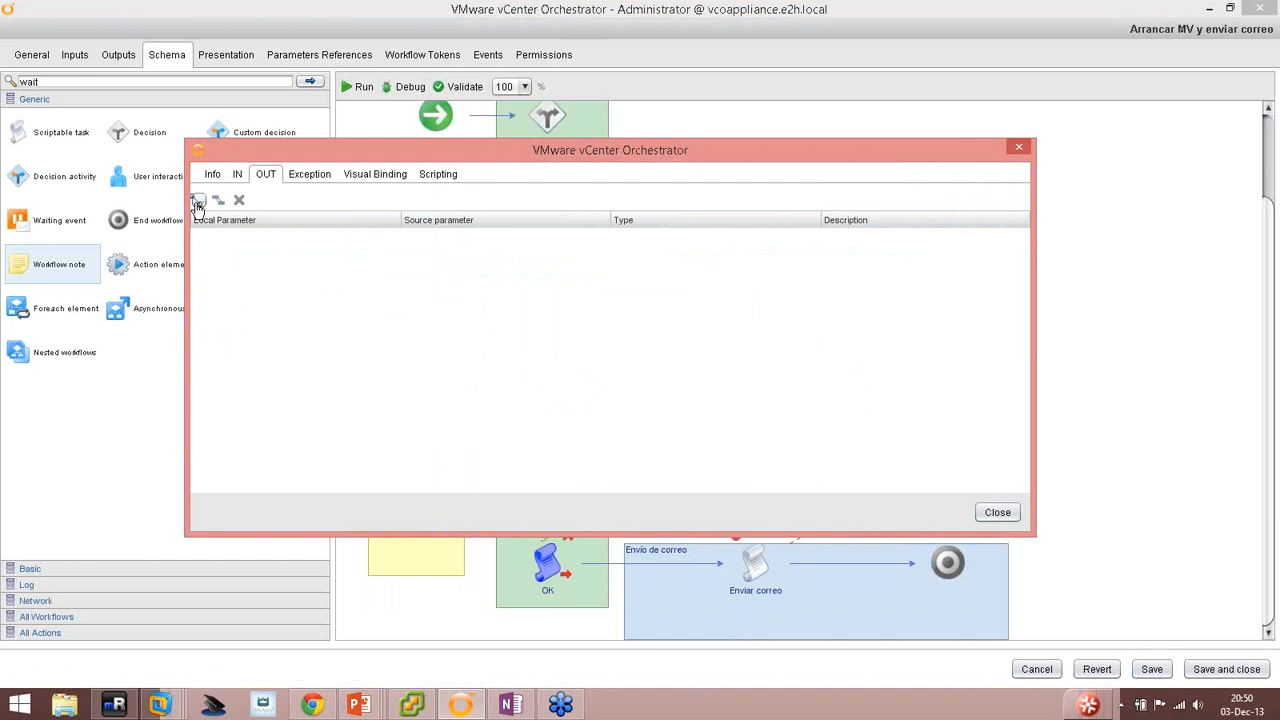 VMware vCenter Orchestrator - Administrator @ vcoappliance.e2h.local
Arrancar MV y enviar correo
General Inputs Outputs Schema Presentation Parameters References Workflow Tokens Events Permissions
wait
Run Debug Validate 100 %
Generic
Scriptable task Decision Custom decision
VMware vCenter Orchestrator
Info IN OUT Exception Visual Binding Scripting
Decision activity User interacti
Local Parameter Source parameter Type Description
Waiting event End workflow
Workflow note Action eleme
Foreach element Asynchronous
Nested workflows
Close
Envío de correo
OK Enviar correo
Basic
Log
Network
All Workflows
All Actions
Cancel Revert Save Save and close
20:50
03-Dec-13